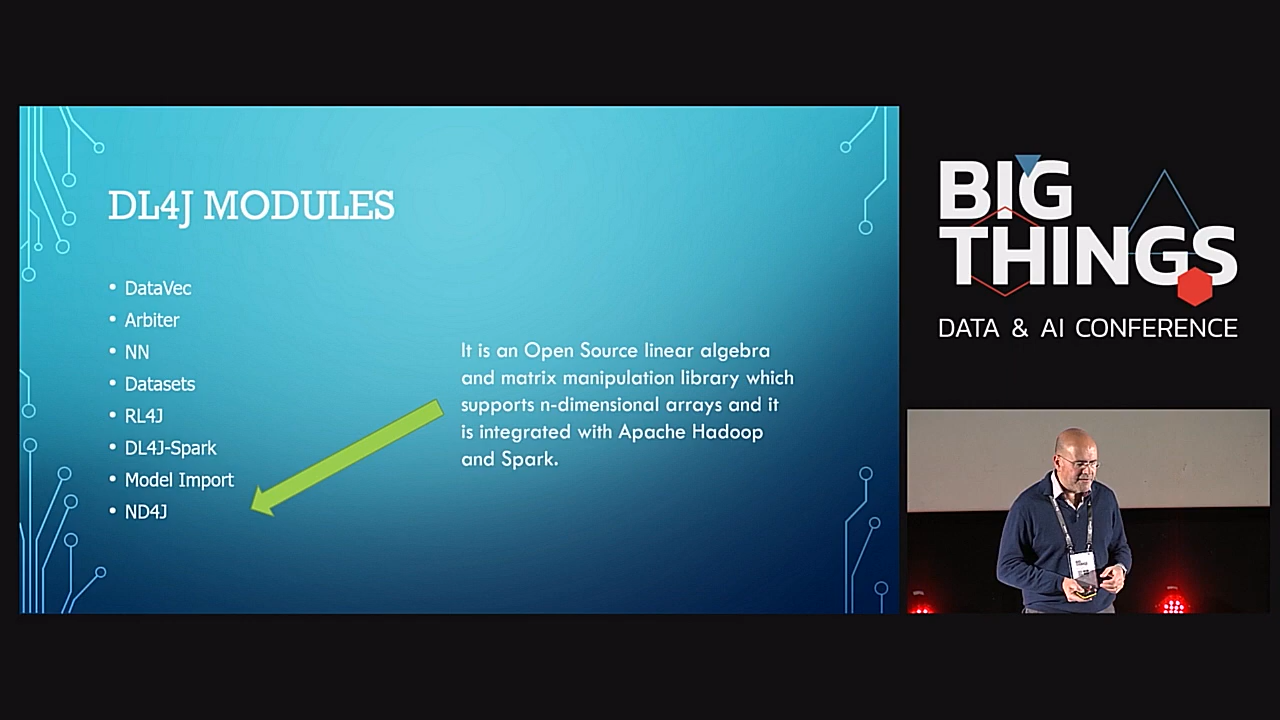 DL4J MODULES
• DataVec
• Arbiter
• NN
• Datasets
• RL4J
• DL4J-Spark
• Model Import
• ND4J
It is an Open Source linear algebra
and matrix manipulation library which
supports n-dimensional arrays and it
is integrated with Apache Hadoop
and Spark.
BIG
THINGS
DATA & AI CONFERENCE